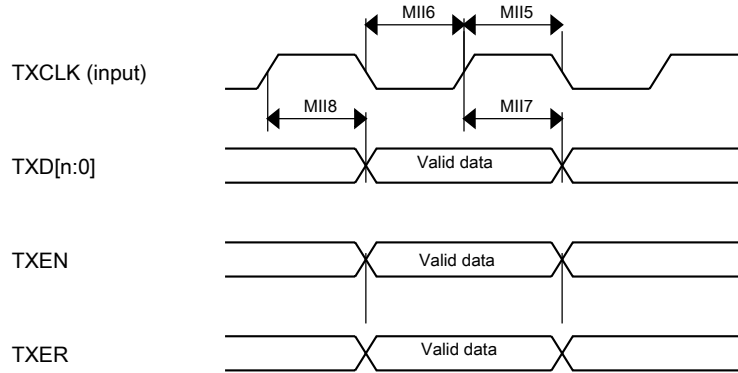 MII6 MII5
TXCLK (input)
MII8 MII7
TXD[n:0] Valid data
TXEN Valid data
TXER Valid data